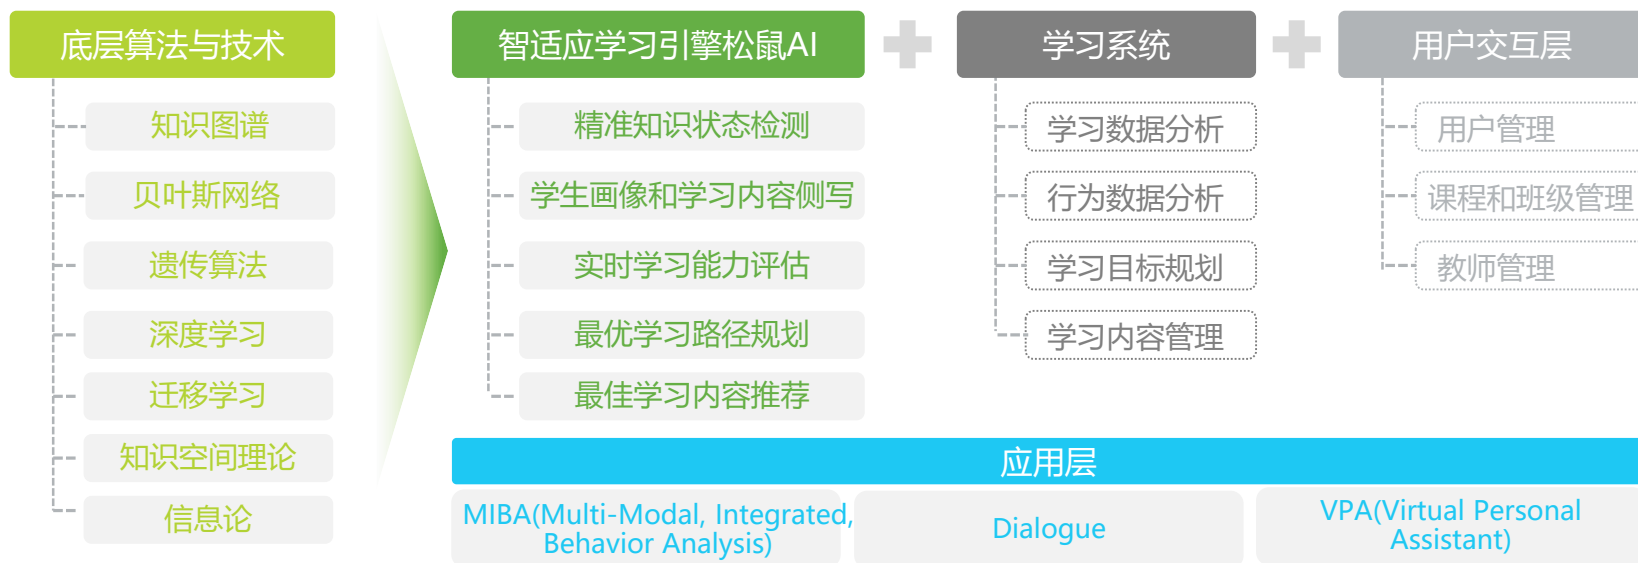 底层算法与技术
知识图谱
贝叶斯网络
遗传算法
深度学习
迁移学习
知识空间理论
信息论
智适应学习引擎松鼠AI
精准知识状态检测
学生画像和学习内容侧写
实时学习能力评估
最优学习路径规划
最佳学习内容推荐
学习系统
学习数据分析
行为数据分析
学习目标规划
学习内容管理
用户交互层
用户管理
课程和班级管理
教师管理
应用层
MIBA(Multi-Modal, Integrated,
Behavior Analysis)
Dialogue
VPA(Virtual Personal
Assistant)